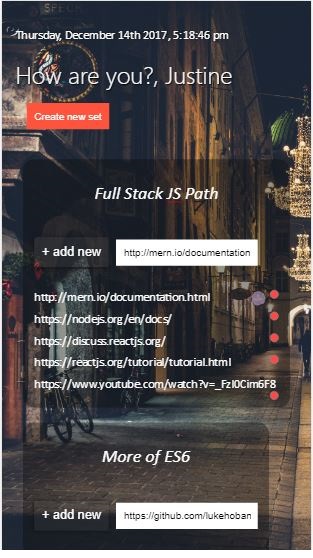 Thursday, December 14th 2017, 5:18:46 pm
How are you?, Justine
Create new set
Full Stack JS Path
+ add new
http://mern.io/documentation
http://mern.io/documentation.html
https://nodejs.org/en/docs/
https://discuss.reactjs.org/
https://reactjs.org/tutorial/tutorial.html
https://www.youtube.com/watch?v=_FzI0Cim6F8
More of ES6
+ add new
https://github.com/lukehoban